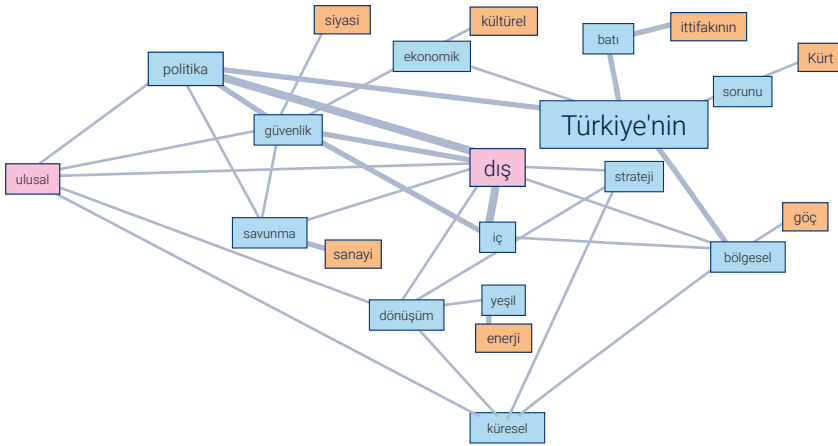 siyasi
kültürel
ittifakının
batı
ekonomik
Kürt
politika
sorunu
güvenlik
Türkiye'nin
dış
strateji
ulusal
göç
savunma
iç
sanayi
bölgesel
yeşil
dönüşüm
enerji
küresel